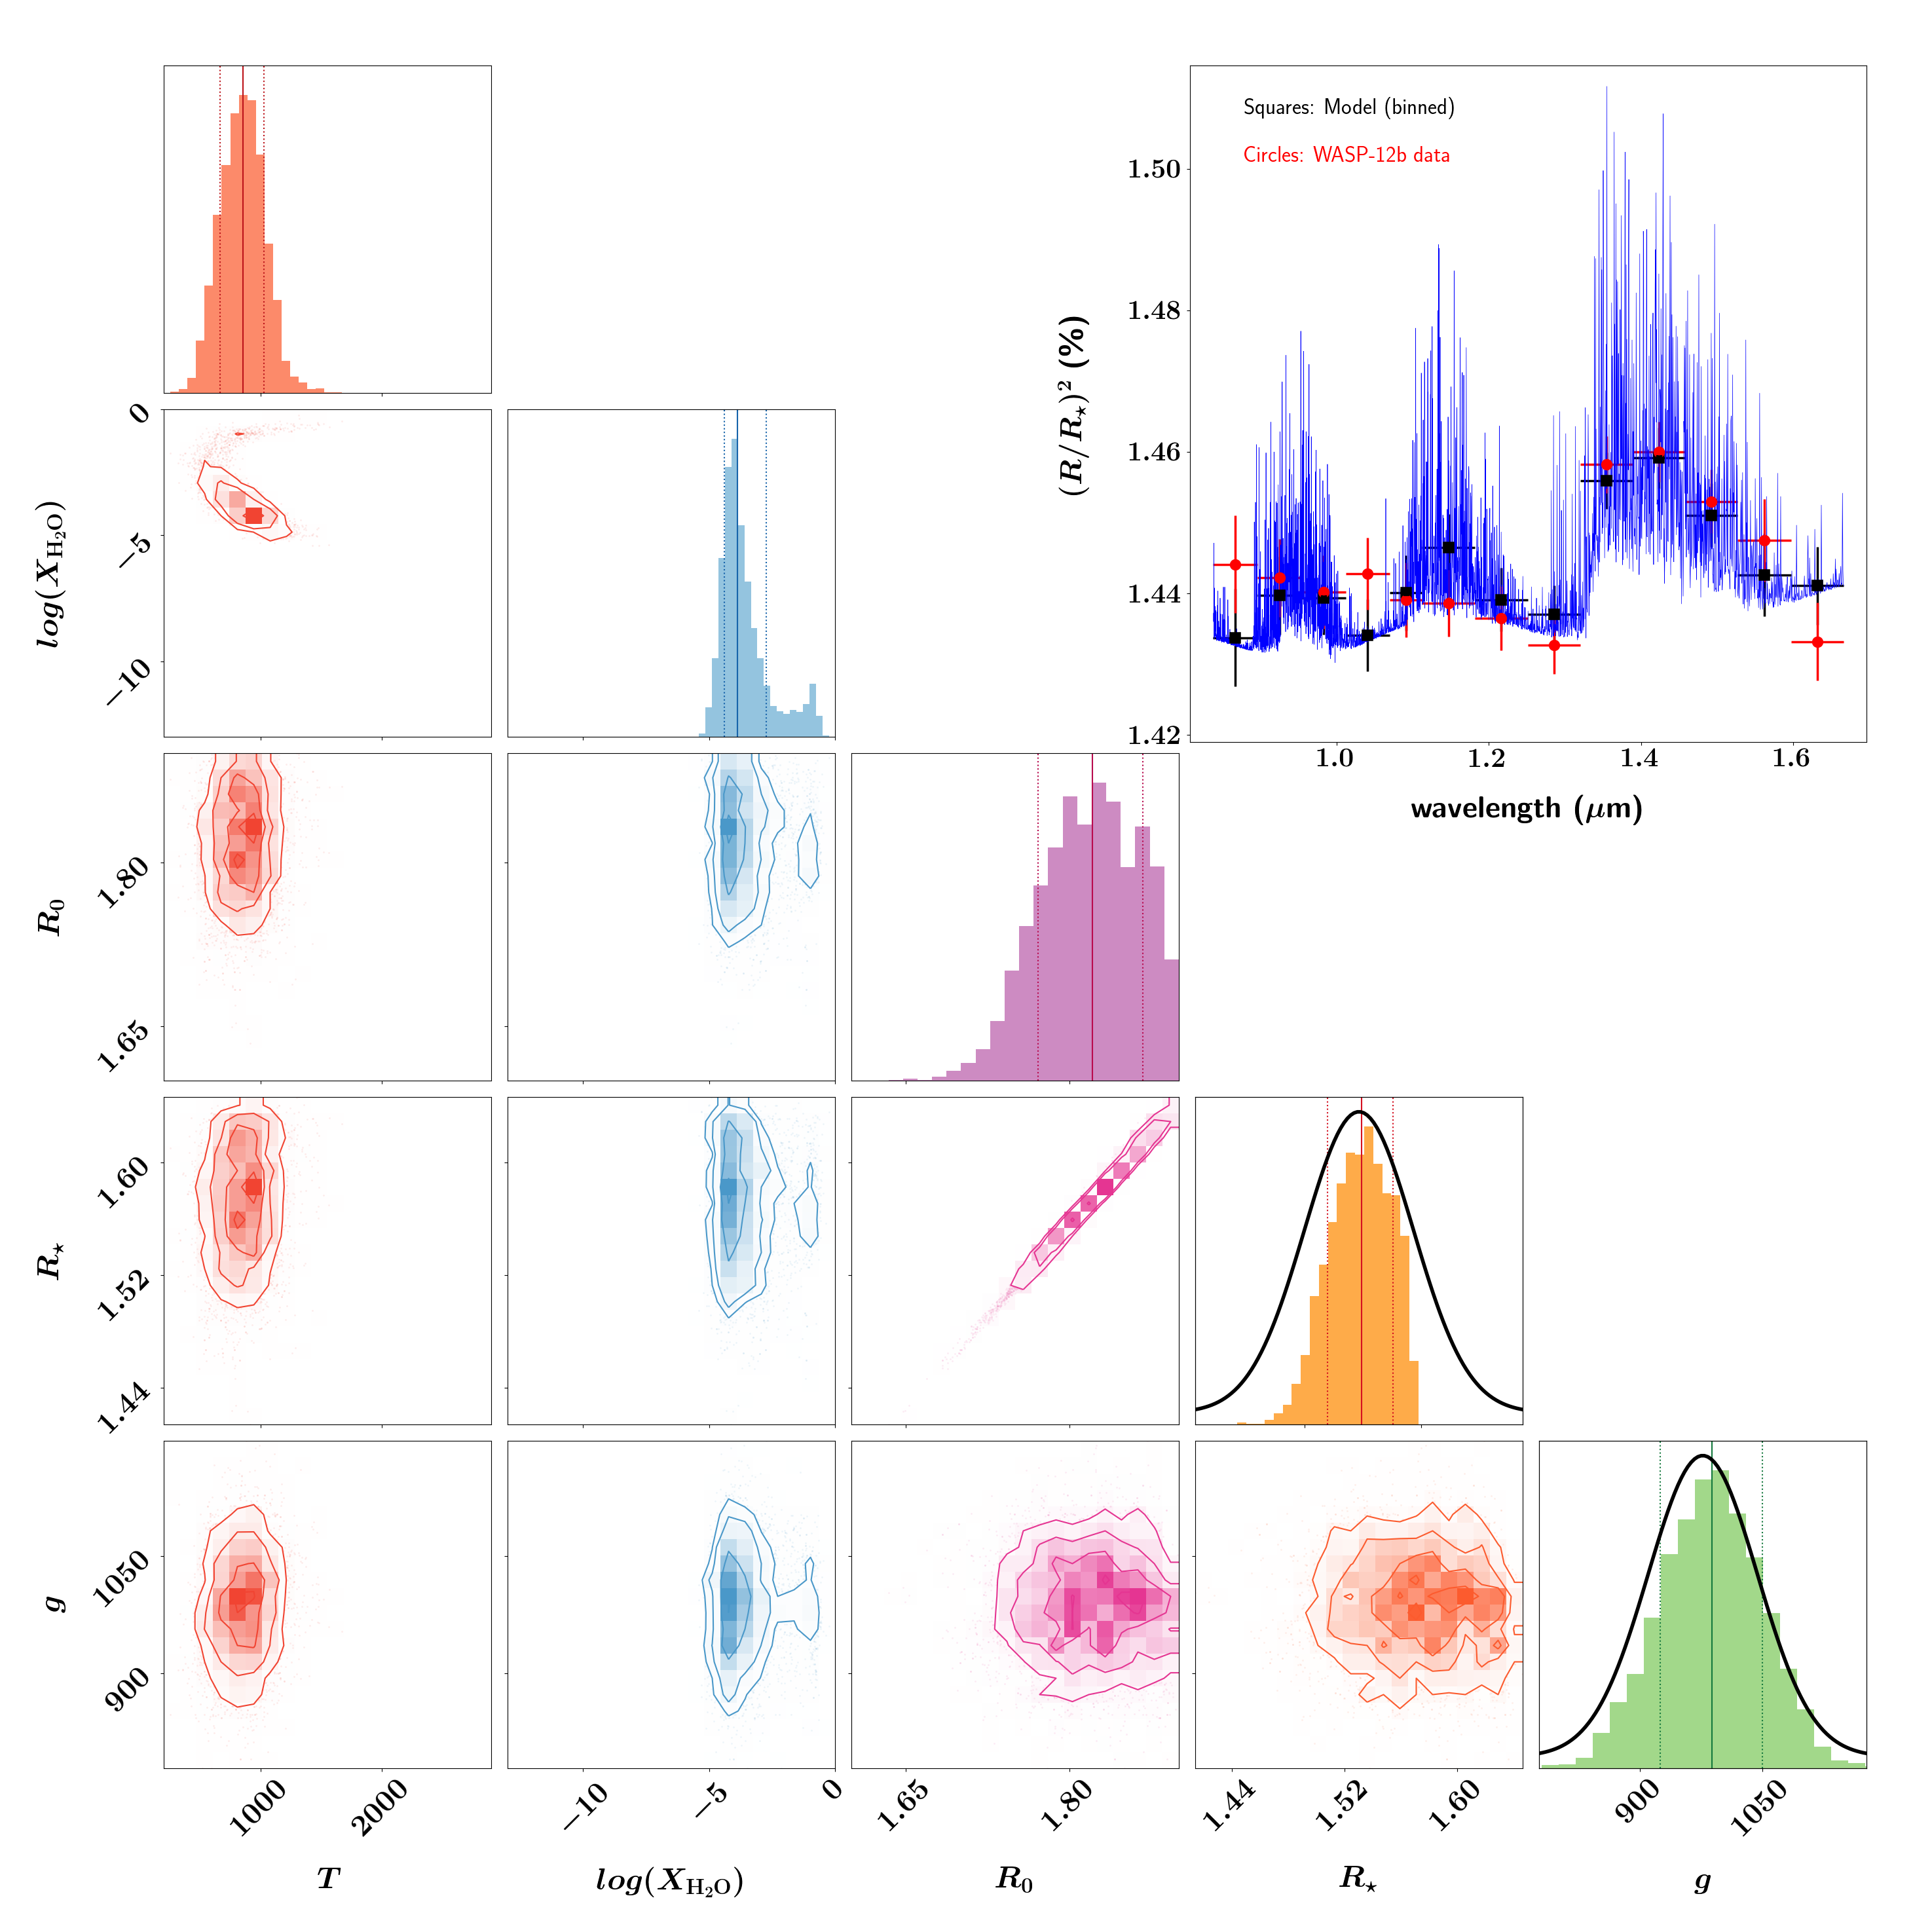 Squares: Model (binned)
Circles: WASP-12b data
(R/R⋆)² (%)
1.50
1.48
1.46
1.44
1.42
1.0 1.2 1.4 1.6
wavelength (μm)
log(X_H₂O)
0
−5
−10
R₀
1.80
1.65
R⋆
1.60
1.52
1.44
g
1050
900
1000 2000 −10 −5 0 1.65 1.80 1.44 1.52 1.60 900 1050
T log(X_H₂O) R₀ R⋆ g